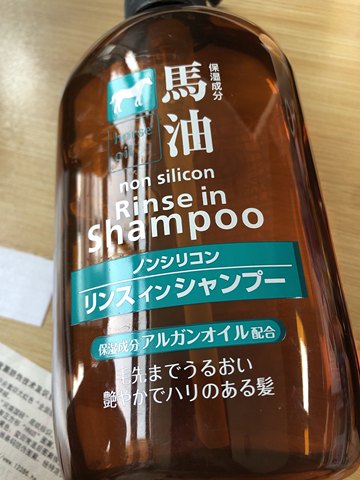 保湿成分
馬油
horse
oil
non silicon
Rinse in
Shampoo
ノンシリコン
リンスインシャンプー
保湿成分アルガンオイル配合
毛先までうるおい
艶やかでハリのある髪